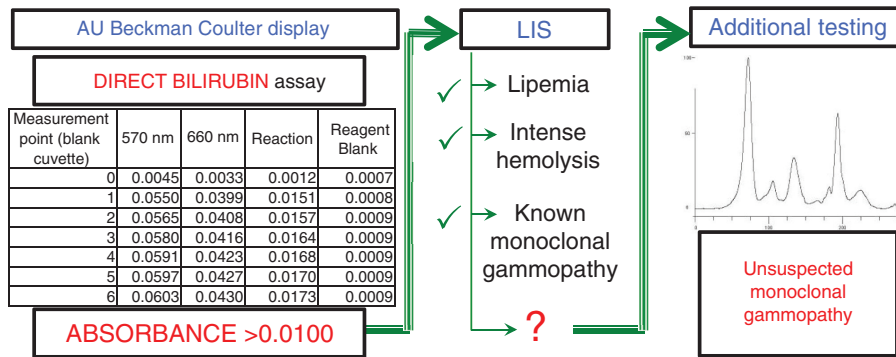 AU Beckman Coulter display
DIRECT BILIRUBIN assay
Measurement point (blank cuvette) 570 nm 660 nm Reaction Reagent Blank
0 0.0045 0.0033 0.0012 0.0007
1 0.0550 0.0399 0.0151 0.0008
2 0.0565 0.0408 0.0157 0.0009
3 0.0580 0.0416 0.0164 0.0009
4 0.0591 0.0423 0.0168 0.0009
5 0.0597 0.0427 0.0170 0.0009
6 0.0603 0.0430 0.0173 0.0009
ABSORBANCE >0.0100
LIS
Lipemia
Intense
hemolysis
Known
monoclonal
gammopathy
?
Additional testing
Unsuspected
monoclonal
gammopathy